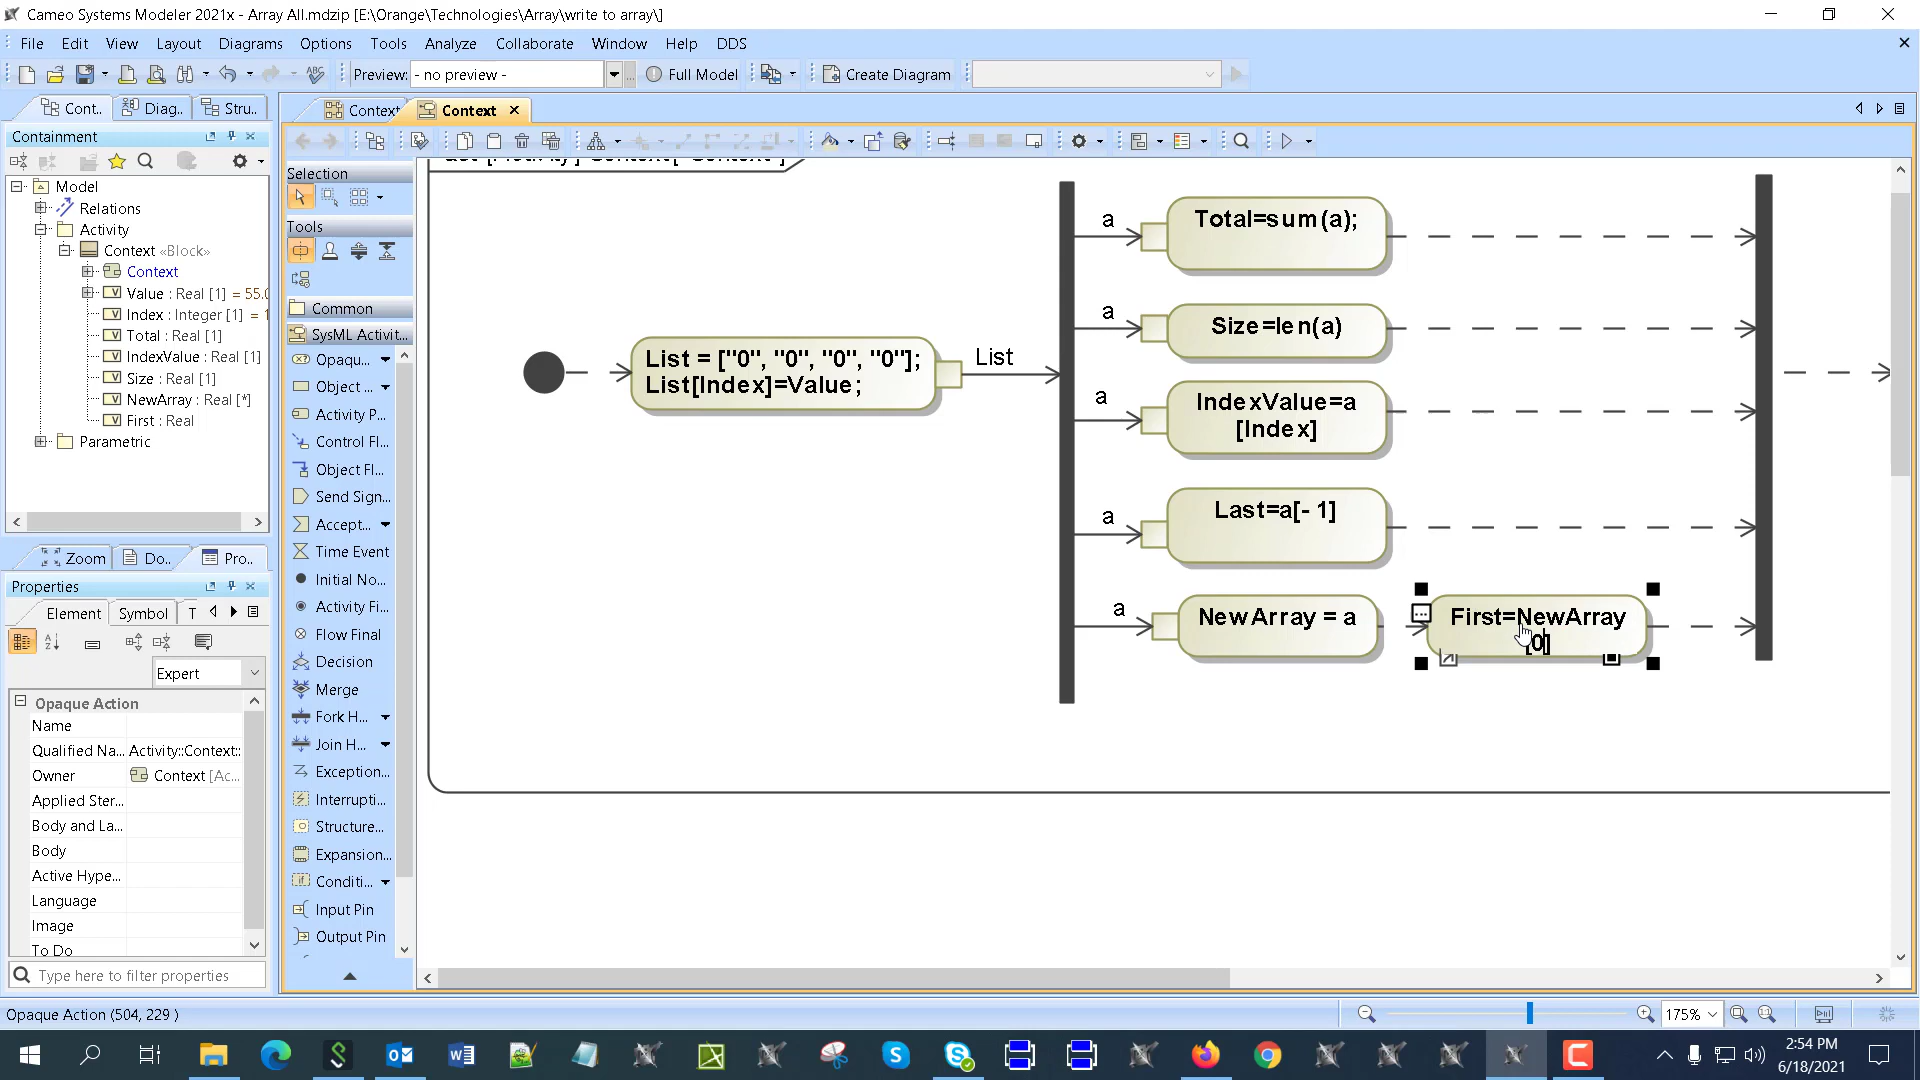 Cameo Systems Modeler 2021x - Array All.mdzip [E:\Orange\Technologies\Array\write to array\]
File Edit View Layout Diagrams Options Tools Analyze Collaborate Window Help DDS
Preview: - no preview - ... Full Model Create Diagram
Cont.. Diag.. Stru..
Context Context
Containment
Model
Relations
Activity
Context «Block»
Context
Value : Real [1] = 55.0
Index : Integer [1] = 1
Total : Real [1]
IndexValue : Real [1]
Size : Real [1]
NewArray : Real [*]
First : Real
Parametric
Zoom Do.. Pro..
Properties
Element Symbol T
Expert
Opaque Action
Name
Qualified Na... Activity::Context::
Owner Context [Ac...
Applied Ster...
Body and La...
Body
Active Hype...
Language
Image
To Do
Type here to filter properties
Selection
Tools
Common
SysML Activit...
Opaqu...
Object ...
Activity P...
Control Fl...
Object Fl...
Send Sign...
Accept...
Time Event
Initial No...
Activity Fi...
Flow Final
Decision
Merge
Fork H...
Join H...
Exception...
Interrupti...
Structure...
Expansion...
Conditi...
Input Pin
Output Pin
List = ["0", "0", "0", "0"];
List[Index]=Value;
List
a
Total=sum(a);
a
Size=len(a)
a
IndexValue=a
[Index]
a
Last=a[- 1]
a
NewArray = a
First=NewArray
[0]
Opaque Action (504, 229 )
175%
2:54 PM
6/18/2021